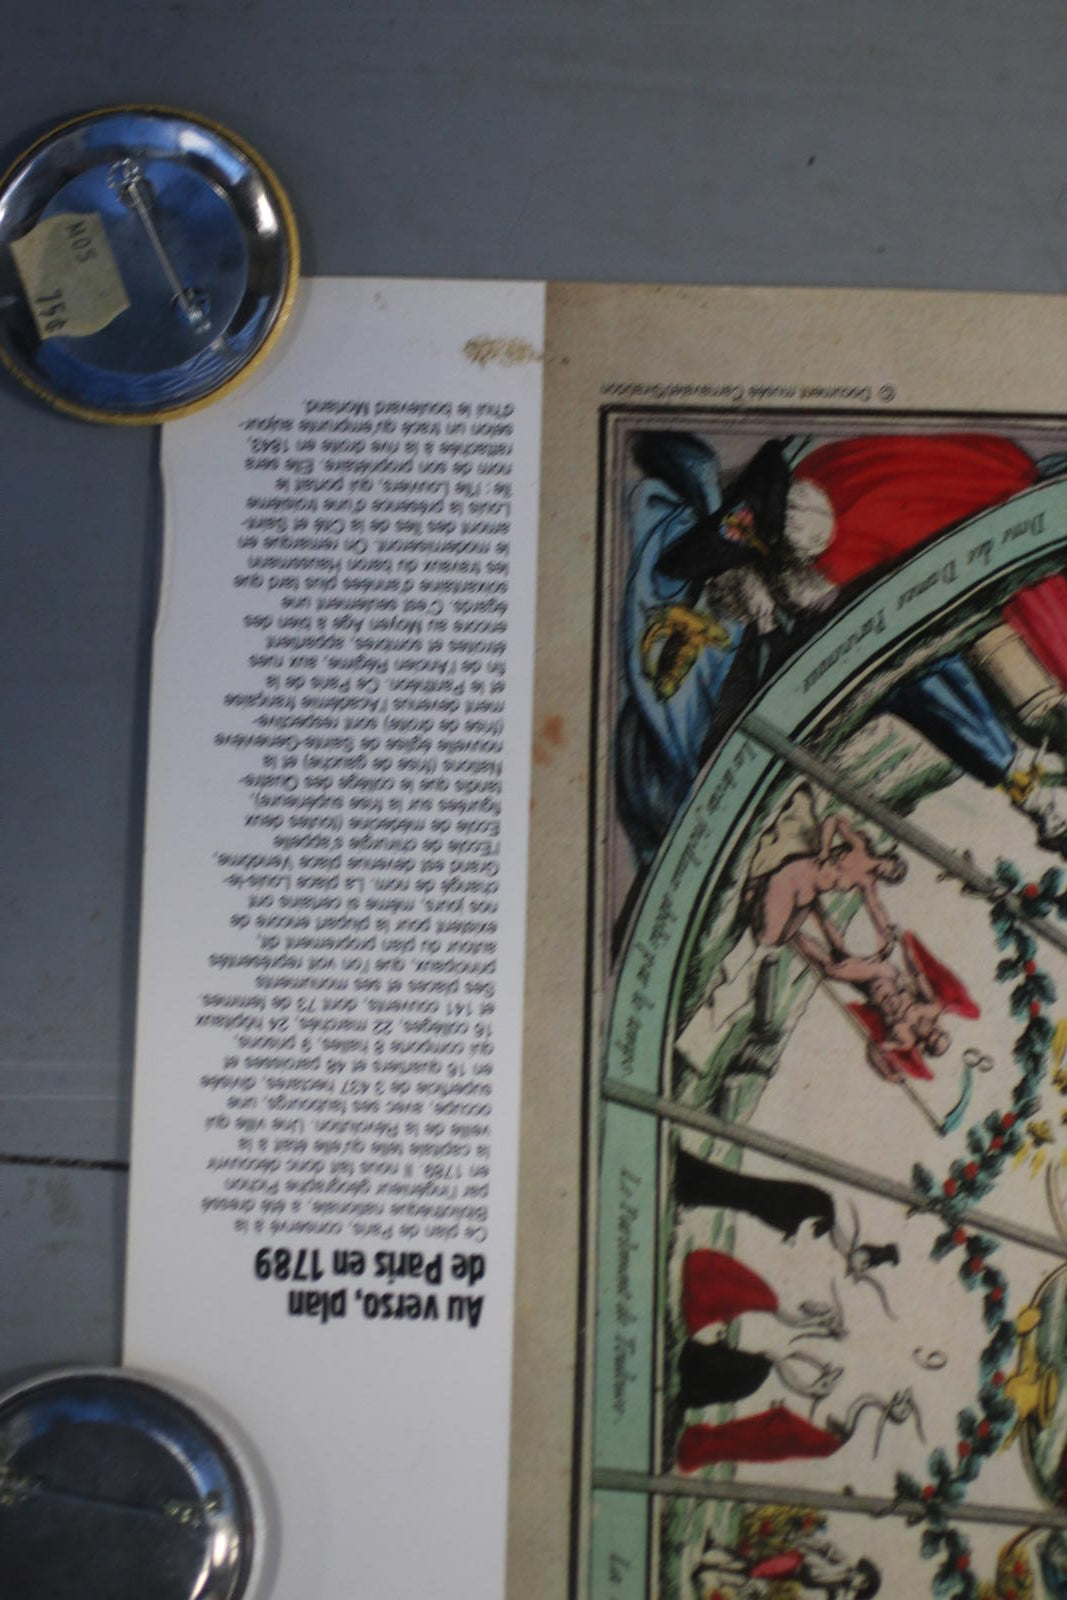 Au verso, plan
de Paris en 1789
Ce plan de Paris, conservé à la
Bibliothèque nationale, a été dressé
par l'ingénieur géographe Pichon
en 1789. Il nous fait donc découvrir
la capitale telle qu'elle était à la
veille de la Révolution. Une ville qui
occupe, avec ses faubourgs, une
superficie de 3 437 hectares, divisée,
en 16 quartiers et 48 paroisses et
qui comporte 8 halles, 9 prisons,
16 collèges, 22 marchés, 24 hôpitaux
et 141 couvents, dont 73 de femmes.
Ses places et ses monuments
principaux, que l'on voit représentés
autour du plan proprement dit,
existent pour la plupart encore de
nos jours, même si certains ont
changé de nom. La place Louis-le-
Grand est devenue place Vendôme,
l'École de chirurgie s'appelle
École de médecine (toutes deux
figurées sur la frise supérieure),
tandis que le collège des Quatre-
Nations (frise de gauche) et la
nouvelle église de Sainte-Geneviève
(frise de droite) sont respective-
ment devenus l'Académie française
et le Panthéon. Ce Paris de la
fin de l'Ancien Régime, aux rues
étroites et sombres, appartient
encore au Moyen Age à bien des
égards. C'est seulement une
soixantaine d'années plus tard que
les travaux du baron Haussmann
le moderniseront. On remarque en
amont des îles de la Cité et Saint-
Louis la présence d'une troisième
île : l'île Louviers, qui portait le
nom de son propriétaire. Elle sera
rattachée à la rive droite en 1843,
selon un tracé qu'emprunte aujour-
d'hui le boulevard Morland.
© Document musée Carnavalet/Giraudon
Dons des Dames Parisiennes.
8
Le Parlement de Toulouse.
9
Le
MOS
75¢